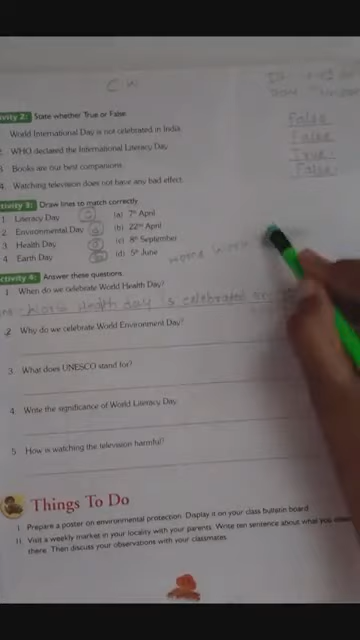 C W
ivity 2: State whether True or False.
World International Day is not celebrated in India. False
WHO declared the International Literacy Day. False
3 Books are our best companions. True
4. Watching television does not have any bad effect. False
tivity 3: Draw lines to match correctly.
1 Literacy Day (a) 7th April
2. Environmental Day (b) 22nd April
3 Health Day (c) 8th September
4 Earth Day (d) 5th June
ctivity 4: Answer these questions.
1 When do we celebrate World Health Day?
Health day is celebrated on
2 Why do we celebrate World Environment Day?
3. What does UNESCO stand for?
4. Write the significance of World Literacy Day.
5. How is watching the television harmful?
Things To Do
I. Prepare a poster on environmental protection. Display it on your class bulletin board
II. Visit a weekly market in your locality with your parents. Write ten sentence about what you
there. Then discuss your observations with your classmates.